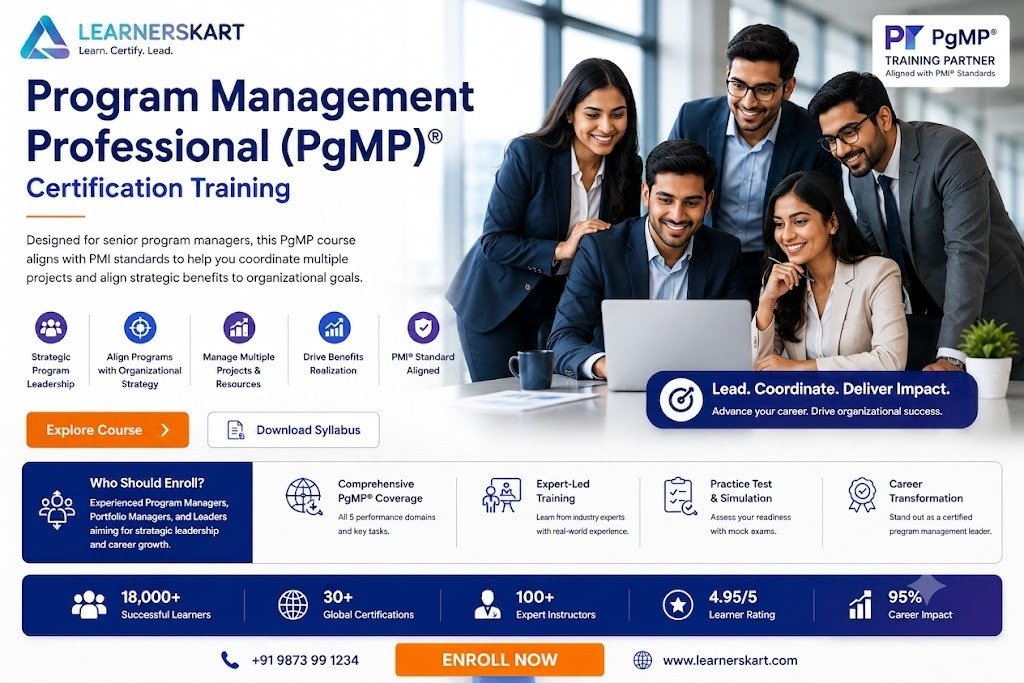 LEARNERSKART
Learn. Certify. Lead.
PgMP®
TRAINING PARTNER
Aligned with PMI® Standards
Program Management
Professional (PgMP)®
Certification Training
Designed for senior program managers, this PgMP course
aligns with PMI standards to help you coordinate multiple
projects and align strategic benefits to organizational goals.
Strategic
Program
Leadership
Align Programs
with Organizational
Strategy
Manage Multiple
Projects &
Resources
Drive Benefits
Realization
PMI® Standard
Aligned
Lead. Coordinate. Deliver Impact.
Advance your career. Drive organizational success.
Explore Course
Download Syllabus
Who Should Enroll?
Experienced Program Managers,
Portfolio Managers, and Leaders
aiming for strategic leadership
and career growth.
Comprehensive
PgMP® Coverage
All 5 performance domains
and key tasks.
Expert-Led
Training
Learn from industry experts
with real-world experience.
Practice Test
& Simulation
Assess your readiness
with mock exams.
Career
Transformation
Stand out as a certified
program management leader.
18,000+
Successful Learners
30+
Global Certifications
100+
Expert Instructors
4.95/5
Learner Rating
95%
Career Impact
+91 9873 99 1234
ENROLL NOW
www.learnerskart.com